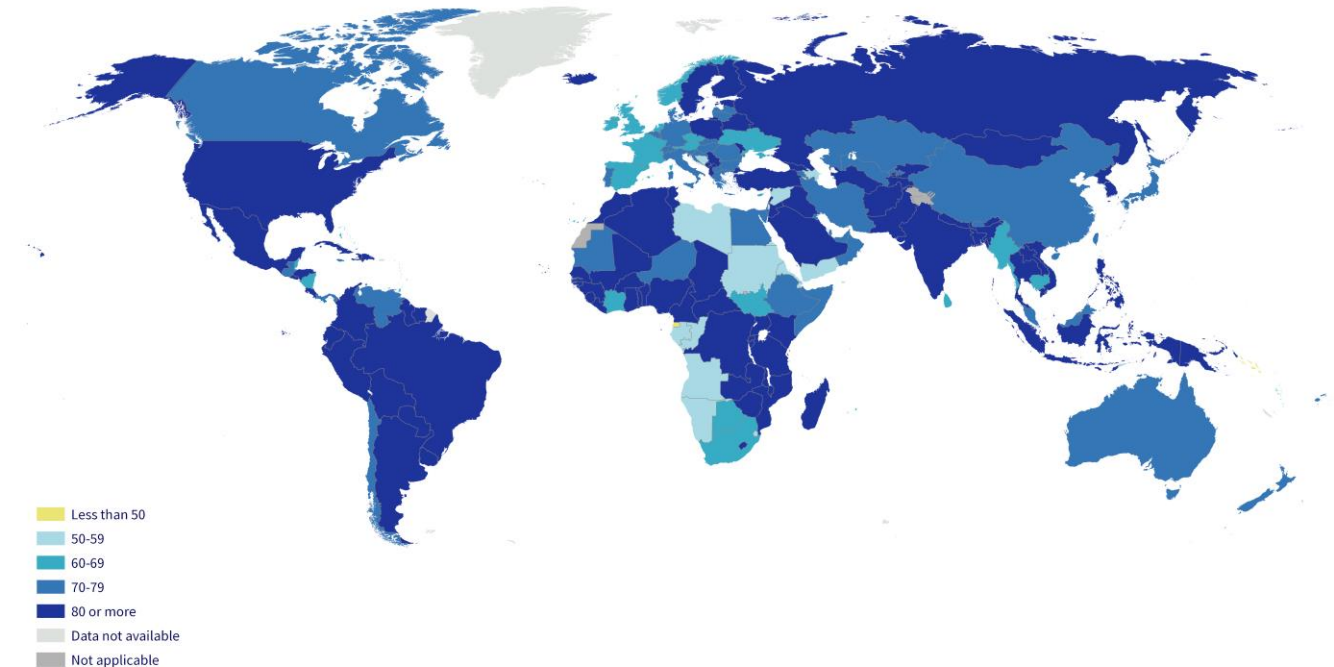 Less than 50
50-59
60-69
70-79
80 or more
Data not available
Not applicable